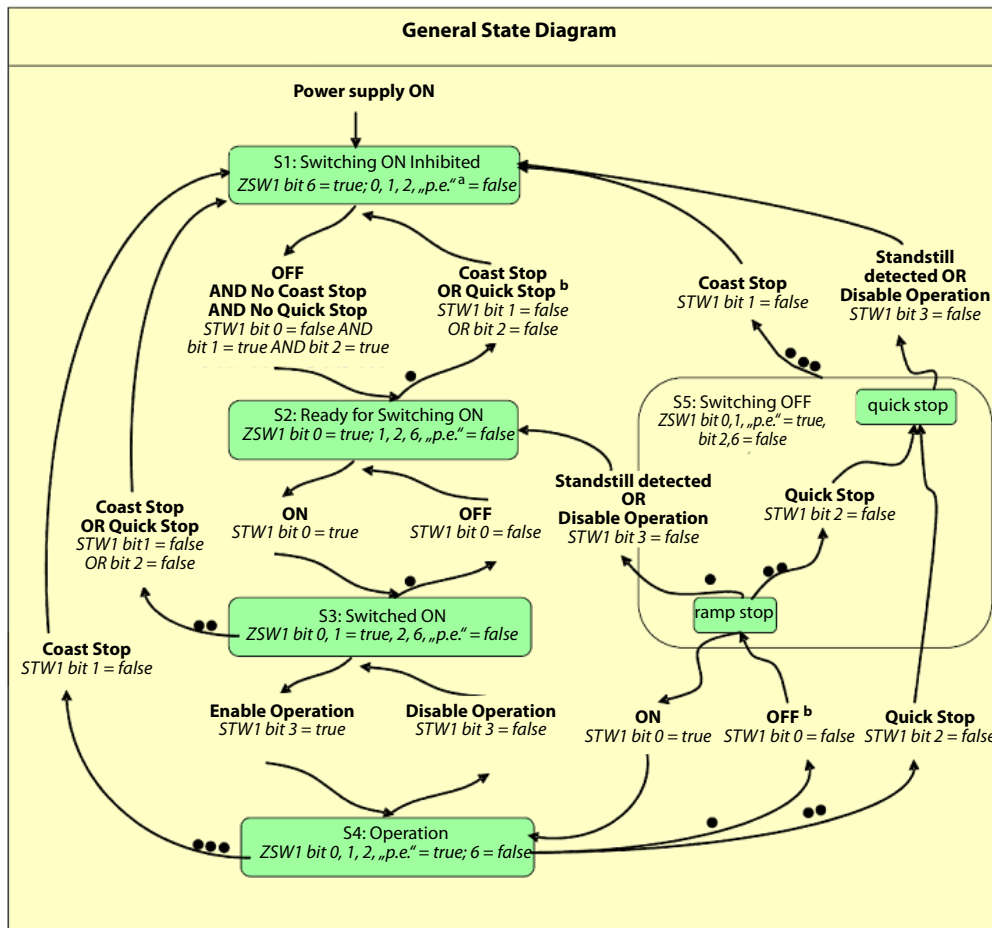 General State Diagram
Power supply ON
S1: Switching ON Inhibited
ZSW1 bit 6 = true; 0, 1, 2, „p.e.“ a = false
OFF
AND No Coast Stop
AND No Quick Stop
STW1 bit 0 = false AND
bit 1 = true AND bit 2 = true
Coast Stop
OR Quick Stop b
STW1 bit 1 = false
OR bit 2 = false
Coast Stop
STW1 bit 1 = false
Standstill
detected OR
Disable Operation
STW1 bit 3 = false
S2: Ready for Switching ON
ZSW1 bit 0 = true; 1, 2, 6, „p.e.“ = false
S5: Switching OFF
ZSW1 bit 0,1, „p.e.“ = true,
bit 2,6 = false
quick stop
Coast Stop
OR Quick Stop
STW1 bit1 = false
OR bit 2 = false
ON
STW1 bit 0 = true
OFF
STW1 bit 0 = false
Standstill detected
OR
Disable Operation
STW1 bit 3 = false
Quick Stop
STW1 bit 2 = false
S3: Switched ON
ZSW1 bit 0, 1 = true, 2, 6, „p.e.“ = false
ramp stop
Coast Stop
STW1 bit 1 = false
Enable Operation
STW1 bit 3 = true
Disable Operation
STW1 bit 3 = false
ON
STW1 bit 0 = true
OFF b
STW1 bit 0 = false
Quick Stop
STW1 bit 2 = false
S4: Operation
ZSW1 bit 0, 1, 2, „p.e.“ = true; 6 = false